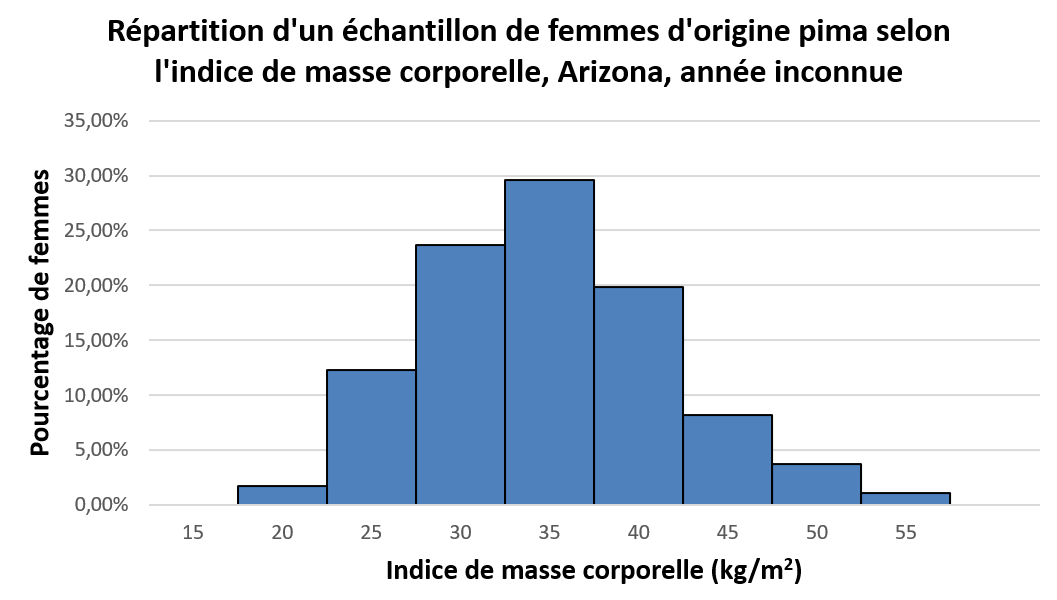 Répartition d'un échantillon de femmes d'origine pima selon
l'indice de masse corporelle, Arizona, année inconnue
35,00%
30,00%
25,00%
20,00%
15,00%
10,00%
5,00%
0,00%
Pourcentage de femmes
15 20 25 30 35 40 45 50 55
Indice de masse corporelle (kg/m²)